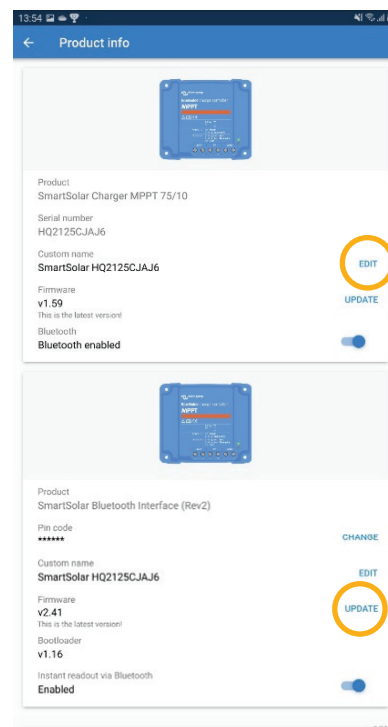 13:54
Product info
MPPT
Product
SmartSolar Charger MPPT 75/10
Serial number
HQ2125CJAJ6
Custom name
SmartSolar HQ2125CJAJ6
EDIT
Firmware
v1.59
UPDATE
This is the latest version!
Bluetooth
Bluetooth enabled
MPPT
Product
SmartSolar Bluetooth Interface (Rev2)
Pin code
******
CHANGE
Custom name
SmartSolar HQ2125CJAJ6
EDIT
Firmware
v2.41
UPDATE
This is the latest version!
Bootloader
v1.16
Instant readout via Bluetooth
Enabled